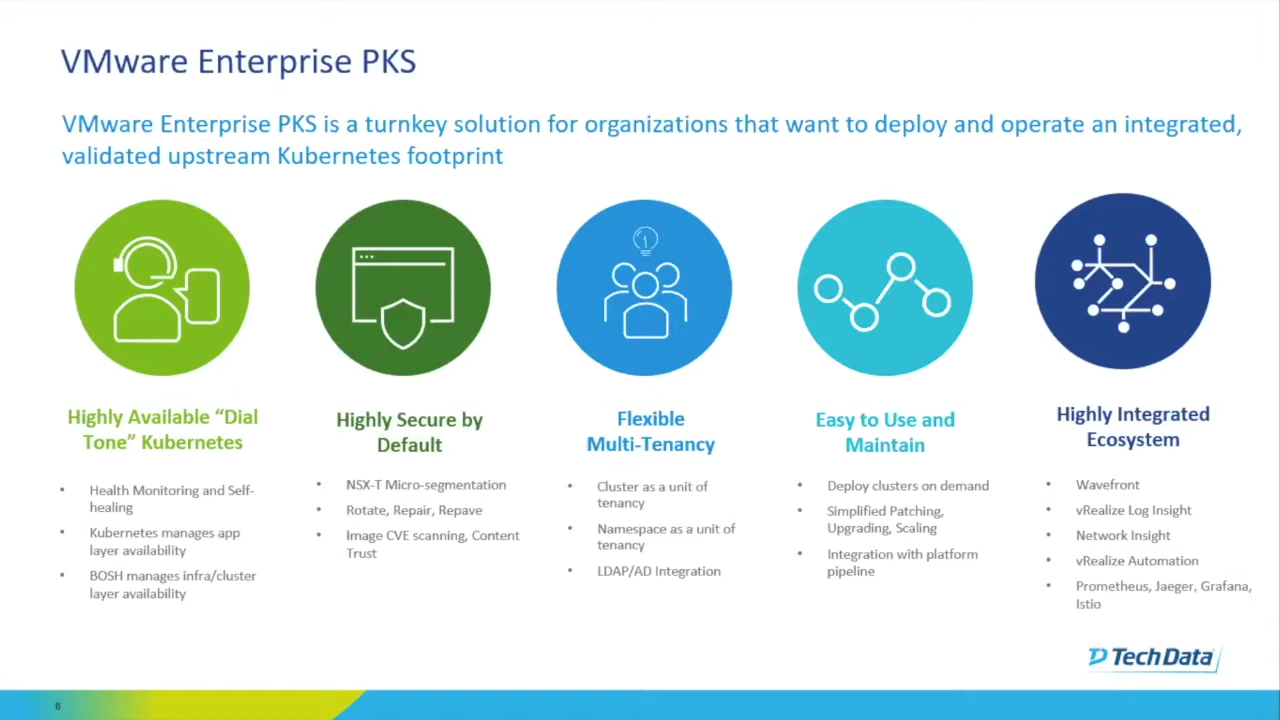 VMware Enterprise PKS
VMware Enterprise PKS is a turnkey solution for organizations that want to deploy and operate an integrated,
validated upstream Kubernetes footprint
Highly Available “Dial
Tone” Kubernetes
• Health Monitoring and Self-
healing
• Kubernetes manages app
layer availability
• BOSH manages infra/cluster
layer availability
Highly Secure by
Default
• NSX-T Micro-segmentation
• Rotate, Repair, Repave
• Image CVE scanning, Content
Trust
Flexible
Multi-Tenancy
• Cluster as a unit of
tenancy
• Namespace as a unit of
tenancy
• LDAP/AD Integration
Easy to Use and
Maintain
• Deploy clusters on demand
• Simplified Patching,
Upgrading, Scaling
• Integration with platform
pipeline
Highly Integrated
Ecosystem
• Wavefront
• vRealize Log Insight
• Network Insight
• vRealize Automation
• Prometheus, Jaeger, Grafana,
Istio
Tech Data
8